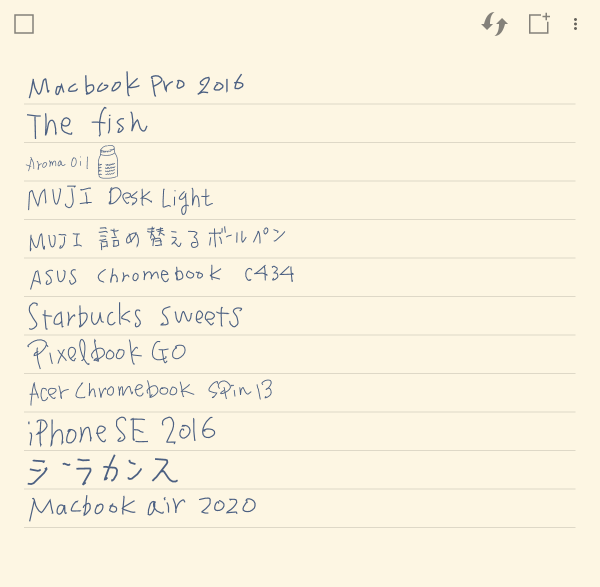 Macbook Pro 2016
The fish
Aroma Oil
MUJI Desk Light
MUJI 詰め替えるボールペン
ASUS Chromebook C434
Starbucks sweets
Pixelbook GO
Acer Chromebook SPin 13
iPhone SE 2016
シーラカンス
Macbook air 2020